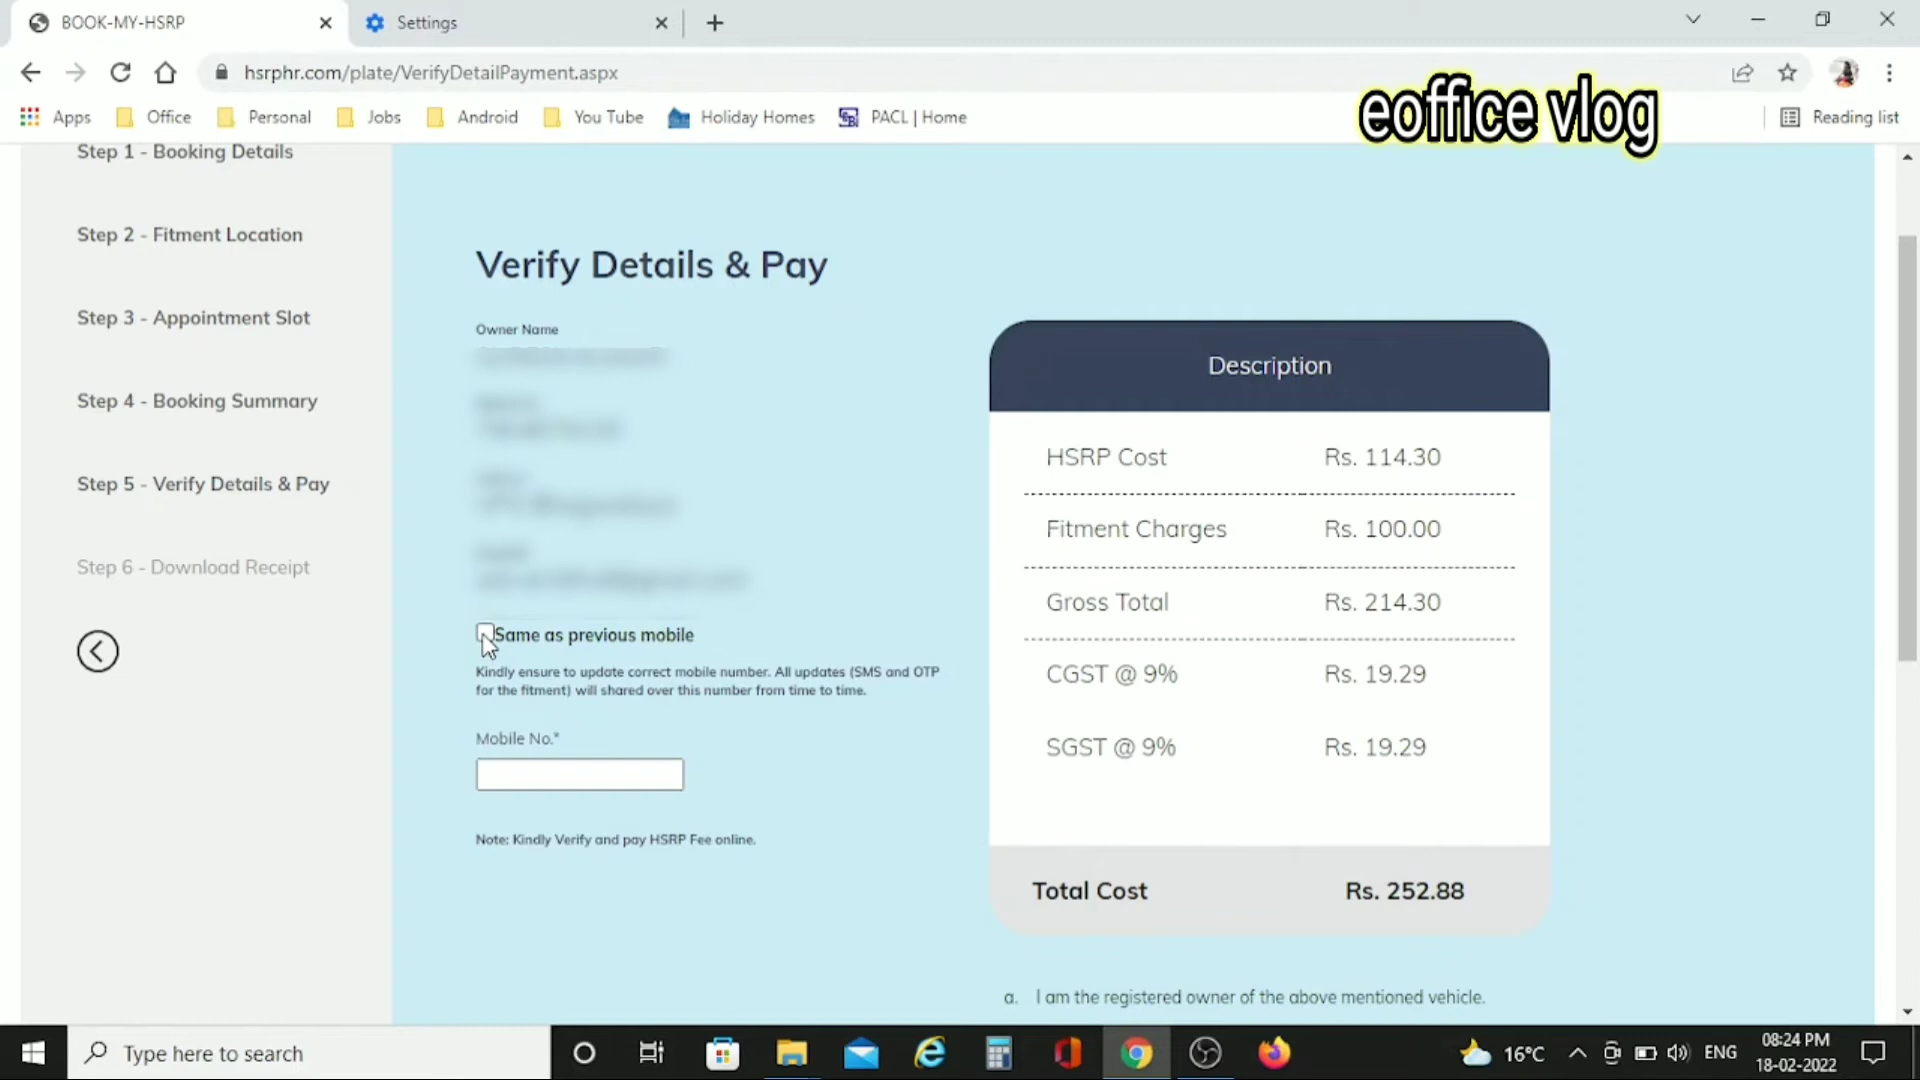 BOOK-MY-HSRP
Settings
hsrphr.com/plate/VerifyDetailPayment.aspx
Apps
Office
Personal
Jobs
Android
You Tube
Holiday Homes
PACL | Home
eoffice vlog
Reading list
Step 1 - Booking Details
Step 2 - Fitment Location
Step 3 - Appointment Slot
Step 4 - Booking Summary
Step 5 - Verify Details & Pay
Step 6 - Download Receipt
Verify Details & Pay
Owner Name
Same as previous mobile
Kindly ensure to update correct mobile number. All updates (SMS and OTP
for the fitment) will shared over this number from time to time.
Mobile No.*
Note: Kindly Verify and pay HSRP Fee online.
Description
HSRP Cost Rs. 114.30
Fitment Charges Rs. 100.00
Gross Total Rs. 214.30
CGST @ 9% Rs. 19.29
SGST @ 9% Rs. 19.29
Total Cost Rs. 252.88
a. I am the registered owner of the above mentioned vehicle.
Type here to search
16°C
ENG
08:24 PM
18-02-2022